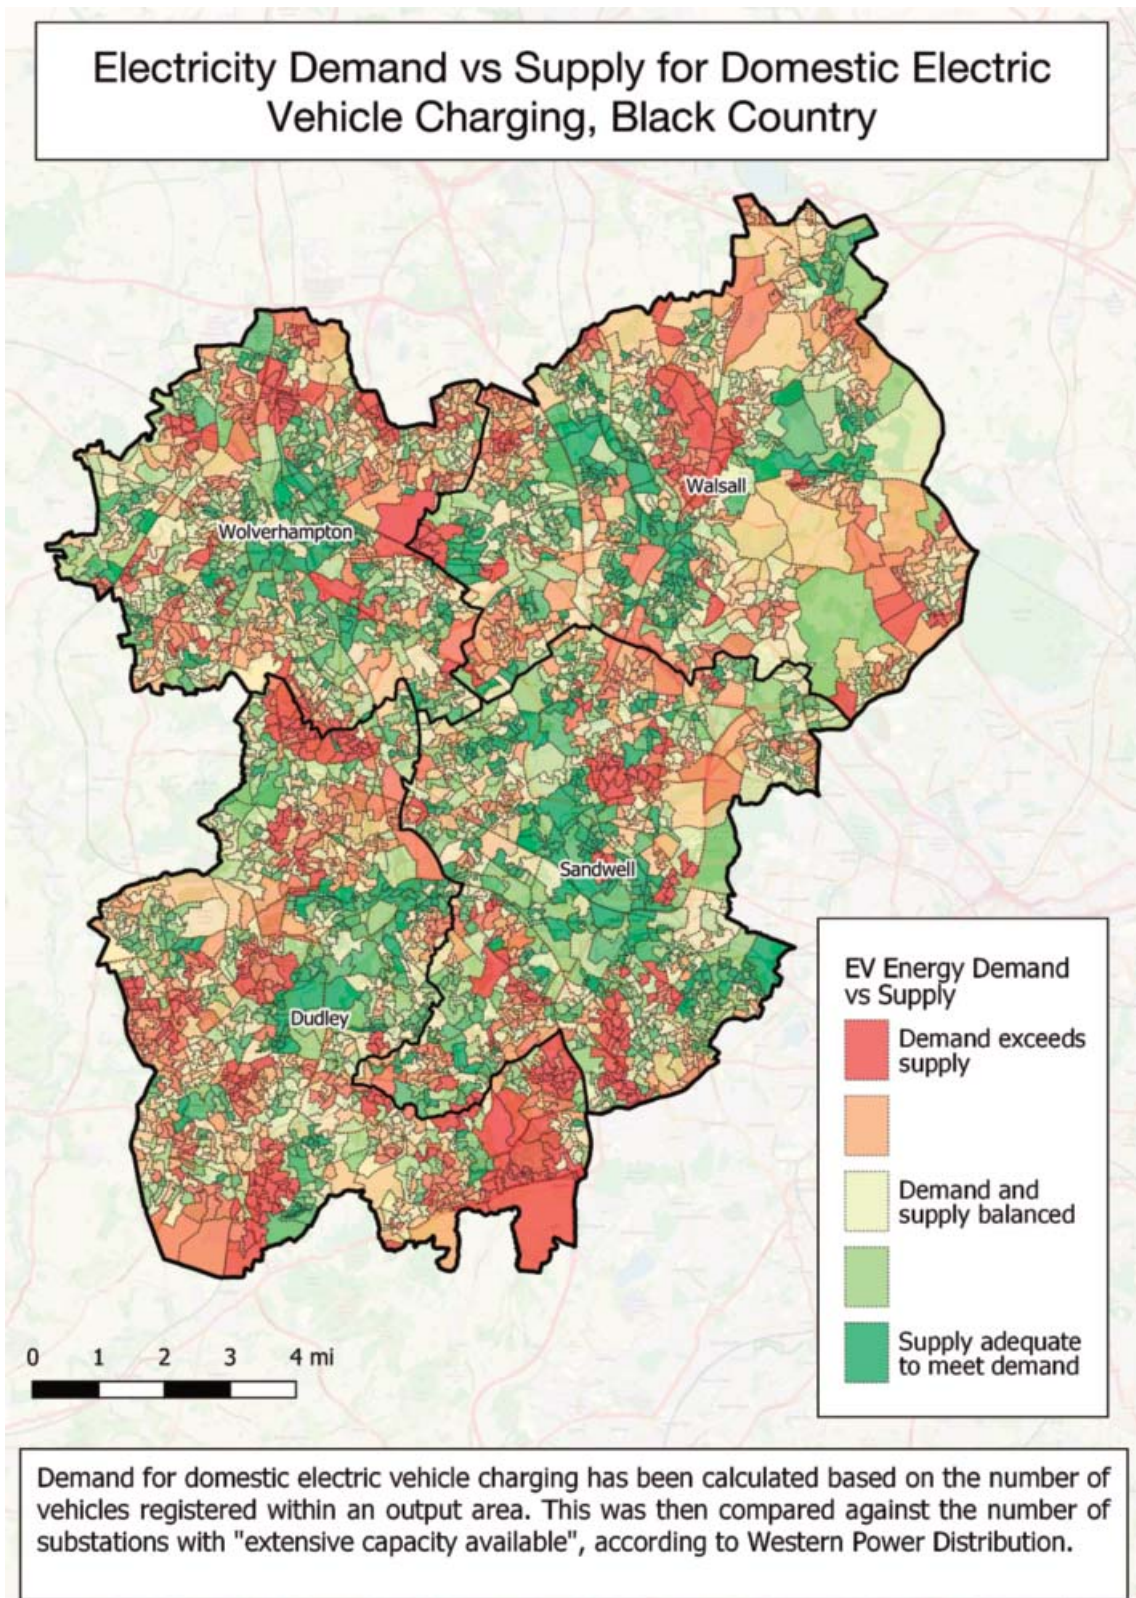 Electricity Demand vs Supply for Domestic Electric
Vehicle Charging, Black Country
Walsall
Wolverhampton
Sandwell
Dudley
EV Energy Demand
vs Supply
Demand exceeds
supply
Demand and
supply balanced
Supply adequate
to meet demand
0 1 2 3 4 mi
Demand for domestic electric vehicle charging has been calculated based on the number of
vehicles registered within an output area. This was then compared against the number of
substations with "extensive capacity available", according to Western Power Distribution.